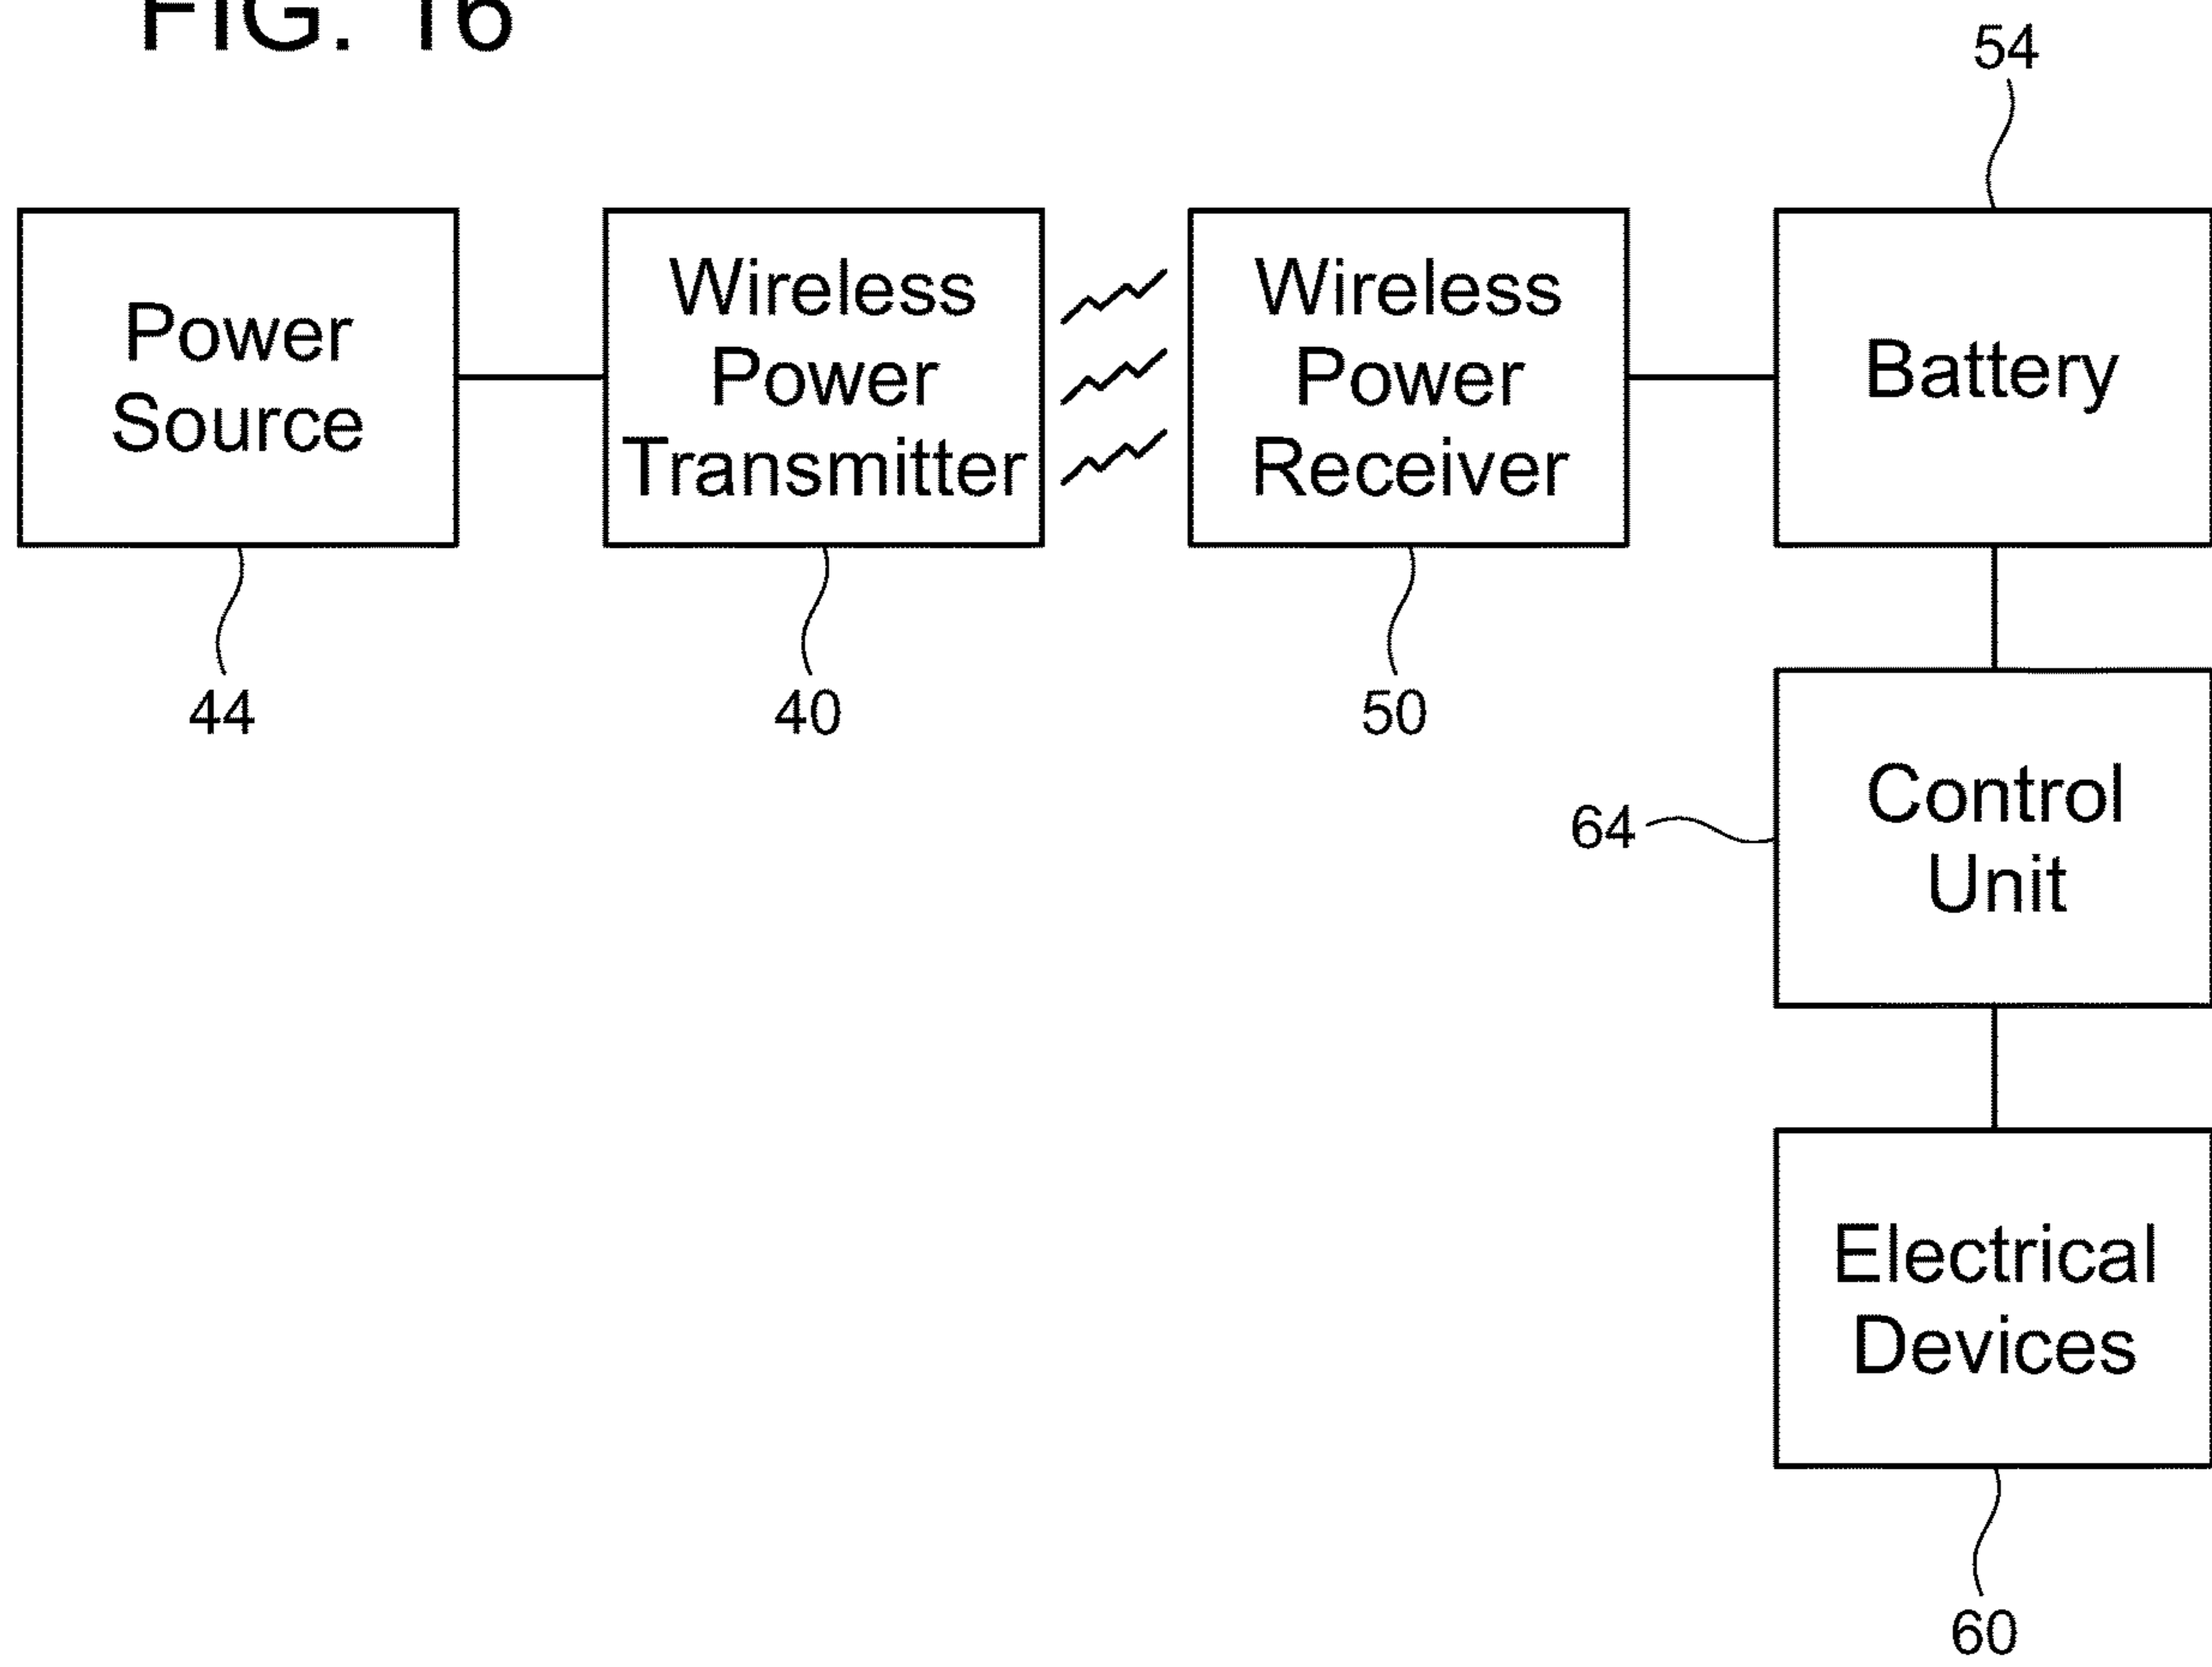 FIG. 16
54
Power
Source
Wireless
Power
Transmitter
Wireless
Power
Receiver
Battery
44
40
50
64
Control
Unit
Electrical
Devices
60